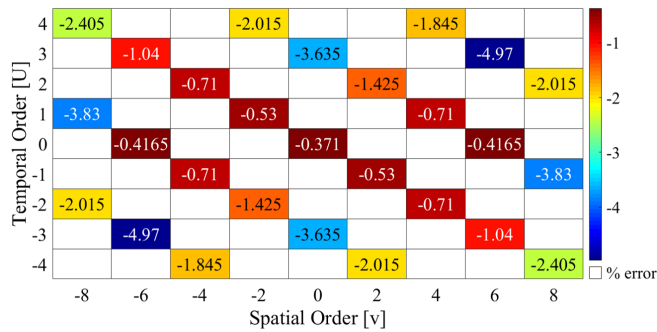 4 -2.405 -2.015 -1.845
3 -1.04 -3.635 -4.97
2 -0.71 -1.425 -2.015
1 -3.83 -0.53 -0.71
0 -0.4165 -0.371 -0.4165
-1 -0.71 -0.53 -3.83
-2 -2.015 -1.425 -0.71
-3 -4.97 -3.635 -1.04
-4 -1.845 -2.015 -2.405
-8 -6 -4 -2 0 2 4 6 8
Spatial Order [v]
Temporal Order [U]
-1
-2
-3
-4
% error